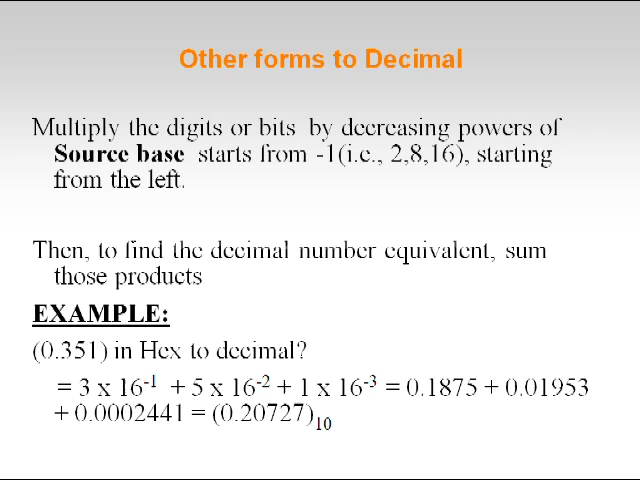 Other forms to Decimal
Multiply the digits or bits by decreasing powers of
Source base starts from -1(i.e., 2,8,16), starting
from the left.
Then, to find the decimal number equivalent, sum
those products
EXAMPLE:
(0.351) in Hex to decimal?
= 3 x 16⁻¹ + 5 x 16⁻² + 1 x 16⁻³ = 0.1875 + 0.01953
+ 0.0002441 = (0.20727)₁₀